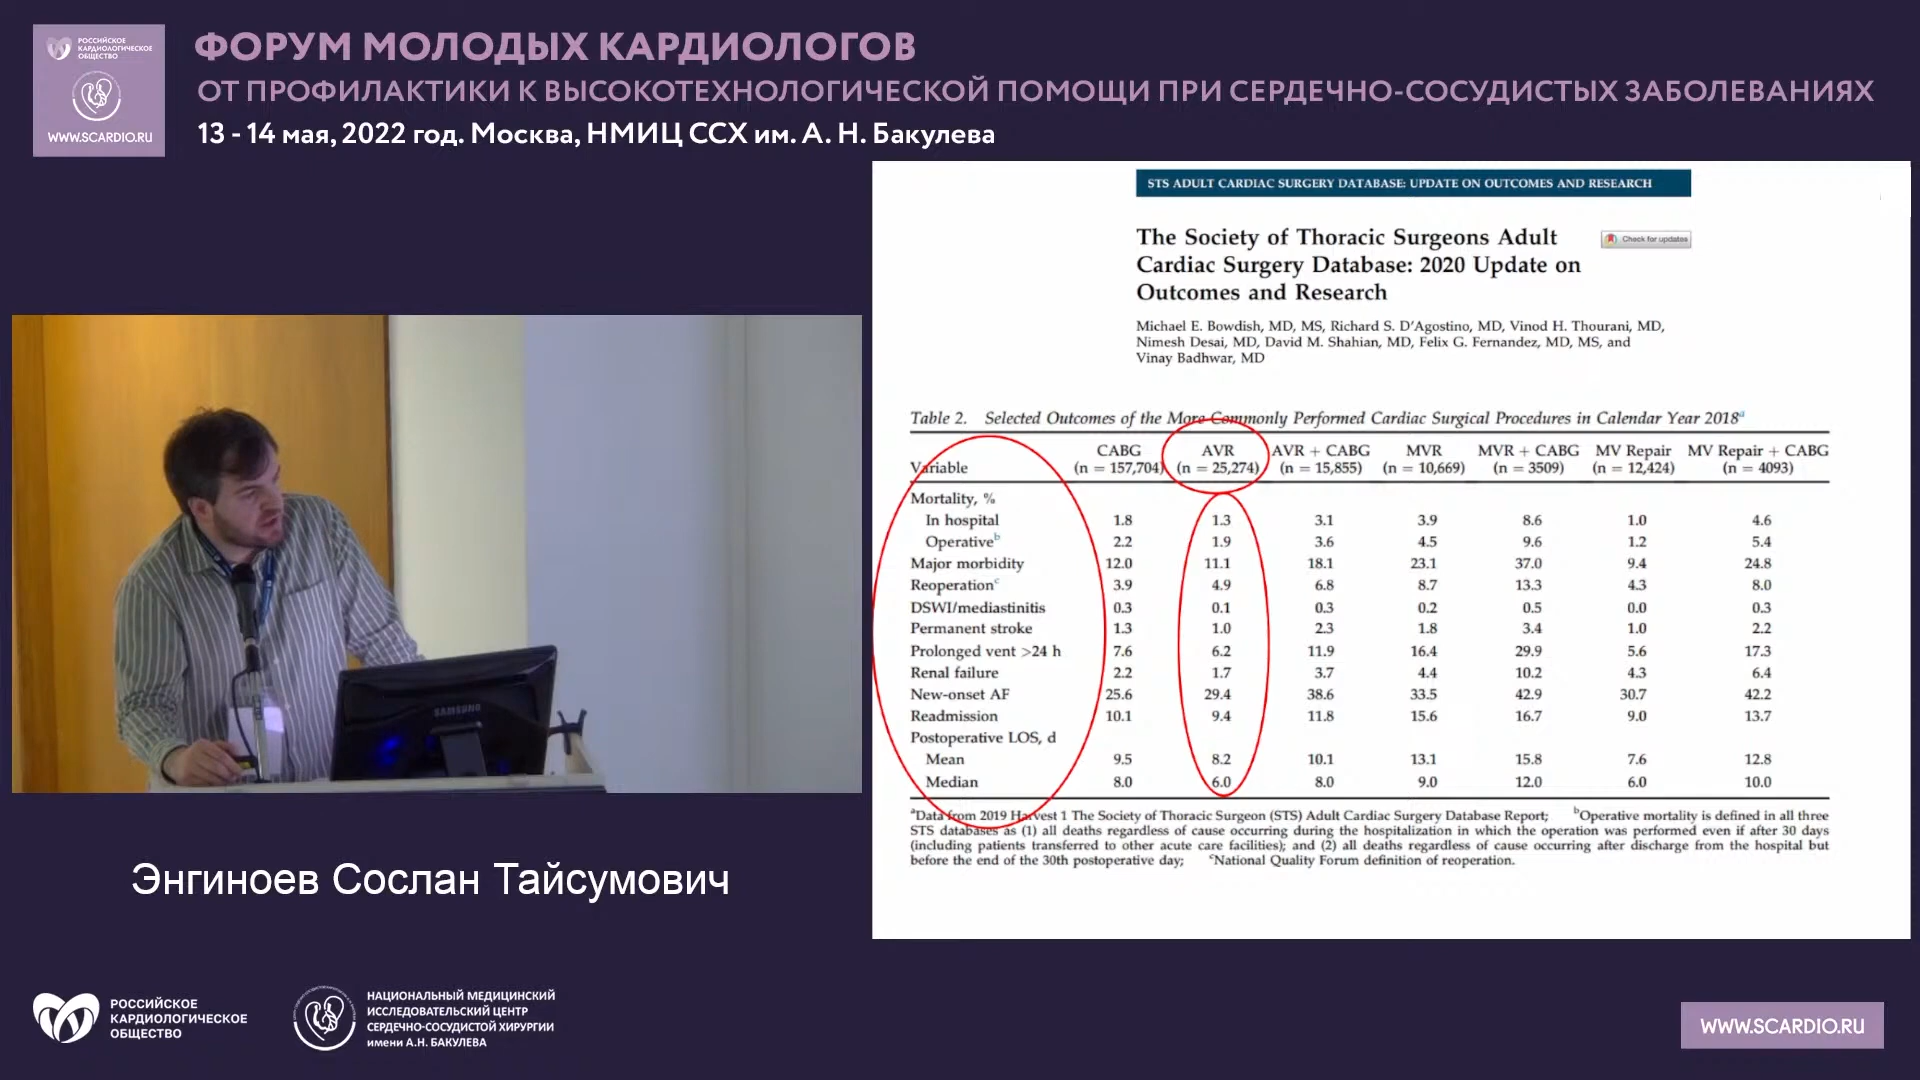 РОССИЙСКОЕ
КАРДИОЛОГИЧЕСКОЕ
ОБЩЕСТВО
WWW.SCARDIO.RU
ФОРУМ МОЛОДЫХ КАРДИОЛОГОВ
ОТ ПРОФИЛАКТИКИ К ВЫСОКОТЕХНОЛОГИЧЕСКОЙ ПОМОЩИ ПРИ СЕРДЕЧНО-СОСУДИСТЫХ ЗАБОЛЕВАНИЯХ
13 - 14 мая, 2022 год. Москва, НМИЦ ССХ им. А. Н. Бакулева
STS ADULT CARDIAC SURGERY DATABASE: UPDATE ON OUTCOMES AND RESEARCH
The Society of Thoracic Surgeons Adult
Cardiac Surgery Database: 2020 Update on
Outcomes and Research
Check for updates
Michael E. Bowdish, MD, MS, Richard S. D'Agostino, MD, Vinod H. Thourani, MD,
Nimesh Desai, MD, David M. Shahian, MD, Felix G. Fernandez, MD, MS, and
Vinay Badhwar, MD
Table 2. Selected Outcomes of the More Commonly Performed Cardiac Surgical Procedures in Calendar Year 2018a
CABG AVR AVR + CABG MVR MVR + CABG MV Repair MV Repair + CABG
Variable (n = 157,704) (n = 25,274) (n = 15,855) (n = 10,669) (n = 3509) (n = 12,424) (n = 4093)
Mortality, %
In hospital 1.8 1.3 3.1 3.9 8.6 1.0 4.6
Operativeb 2.2 1.9 3.6 4.5 9.6 1.2 5.4
Major morbidity 12.0 11.1 18.1 23.1 37.0 9.4 24.8
Reoperationc 3.9 4.9 6.8 8.7 13.3 4.3 8.0
DSWI/mediastinitis 0.3 0.1 0.3 0.2 0.5 0.0 0.3
Permanent stroke 1.3 1.0 2.3 1.8 3.4 1.0 2.2
Prolonged vent >24 h 7.6 6.2 11.9 16.4 29.9 5.6 17.3
Renal failure 2.2 1.7 3.7 4.4 10.2 4.3 6.4
New-onset AF 25.6 29.4 38.6 33.5 42.9 30.7 42.2
Readmission 10.1 9.4 11.8 15.6 16.7 9.0 13.7
Postoperative LOS, d
Mean 9.5 8.2 10.1 13.1 15.8 7.6 12.8
Median 8.0 6.0 8.0 9.0 12.0 6.0 10.0
aData from 2019 Harvest 1 The Society of Thoracic Surgeon (STS) Adult Cardiac Surgery Database Report; bOperative mortality is defined in all three
STS databases as (1) all deaths regardless of cause occurring during the hospitalization in which the operation was performed even if after 30 days
(including patients transferred to other acute care facilities); and (2) all deaths regardless of cause occurring after discharge from the hospital but
before the end of the 30th postoperative day; cNational Quality Forum definition of reoperation.
SAMSUNG
Энгиноев Сослан Тайсумович
РОССИЙСКОЕ
КАРДИОЛОГИЧЕСКОЕ
ОБЩЕСТВО
НАЦИОНАЛЬНЫЙ МЕДИЦИНСКИЙ
ИССЛЕДОВАТЕЛЬСКИЙ ЦЕНТР
СЕРДЕЧНО-СОСУДИСТОЙ ХИРУРГИИ
имени А.Н. БАКУЛЕВА
WWW.SCARDIO.RU